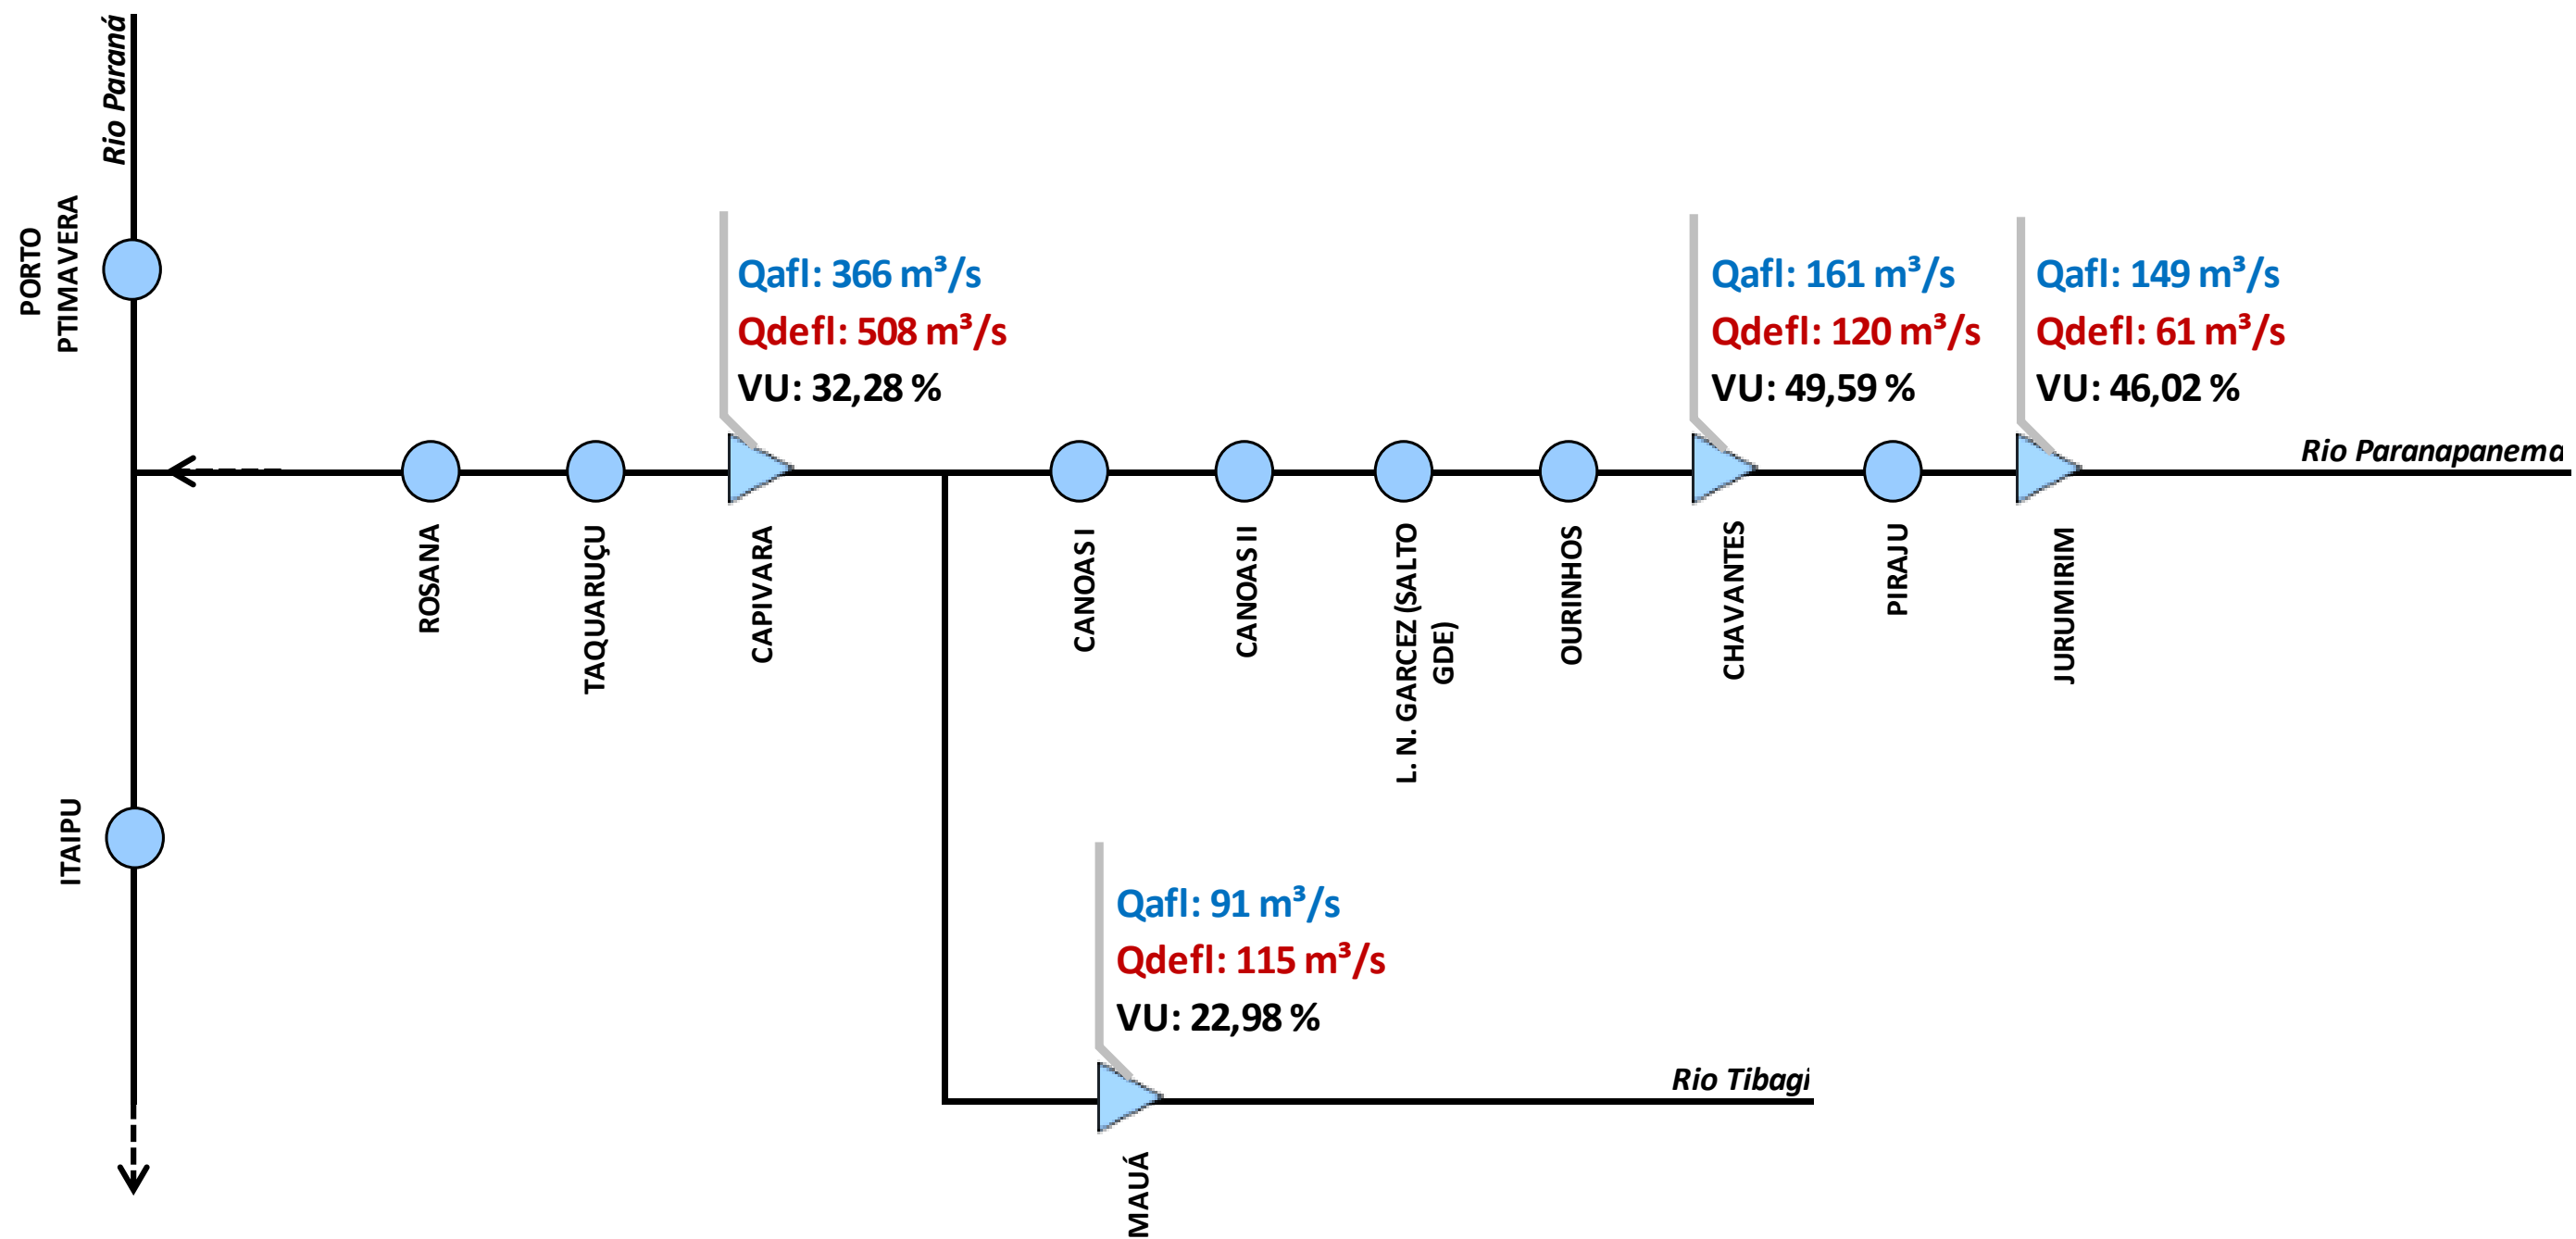 Rio Paraná
PORTO
PTIMAVERA
Qafl: 366 m³/s
Qdefl: 508 m³/s
VU: 32,28 %
Qafl: 161 m³/s
Qdefl: 120 m³/s
VU: 49,59 %
Qafl: 149 m³/s
Qdefl: 61 m³/s
VU: 46,02 %
Rio Paranapanema
ROSANA
TAQUARUÇU
CAPIVARA
CANOAS I
CANOAS II
L. N. GARCEZ (SALTO
GDE)
OURINHOS
CHAVANTES
PIRAJU
JURUMIRIM
ITAIPU
Qafl: 91 m³/s
Qdefl: 115 m³/s
VU: 22,98 %
Rio Tibagi
MAUÁ